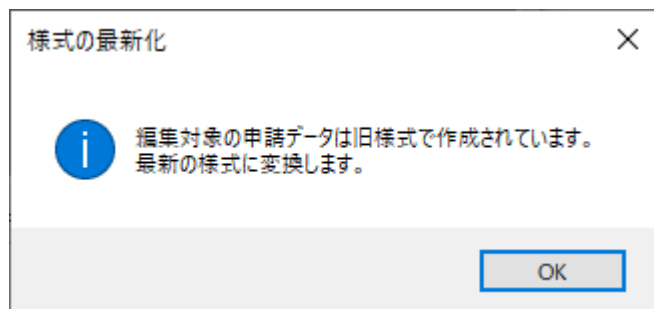 様式の最新化
編集対象の申請データは旧様式で作成されています。
最新の様式に変換します。
OK